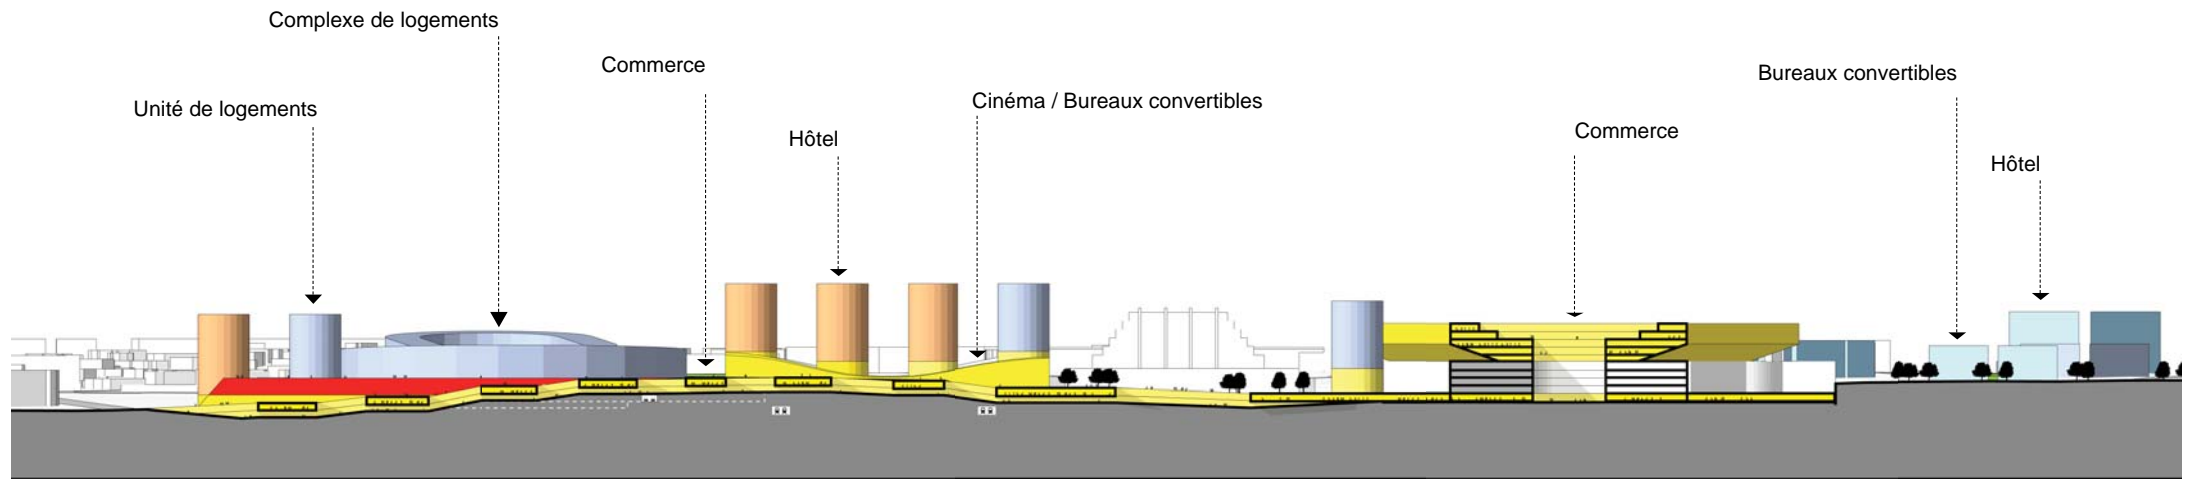 Complexe de logements
Commerce
Bureaux convertibles
Unité de logements
Cinéma / Bureaux convertibles
Hôtel
Commerce
Hôtel